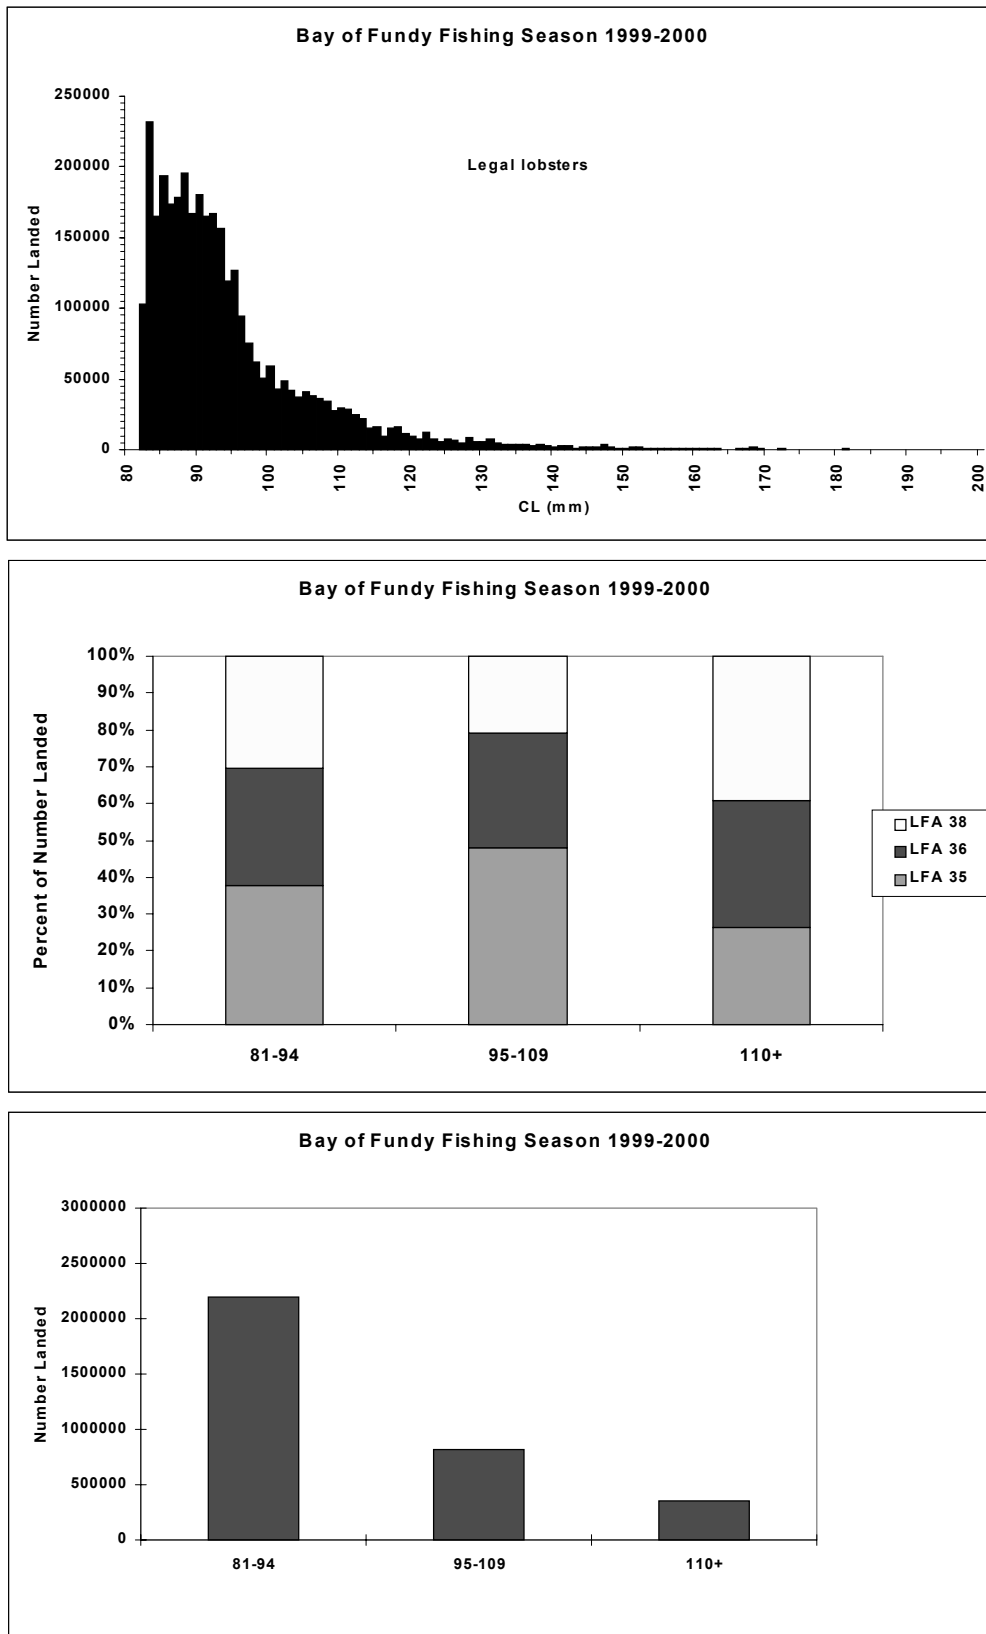 Bay of Fundy Fishing Season 1999-2000
250000
200000
150000
100000
50000
0
Number Landed
Legal lobsters
80 90 100 110 120 130 140 150 160 170 180 190 200
CL (mm)
Bay of Fundy Fishing Season 1999-2000
100%
90%
80%
70%
60%
50%
40%
30%
20%
10%
0%
Percent of Number Landed
81-94 95-109 110+
LFA 38
LFA 36
LFA 35
Bay of Fundy Fishing Season 1999-2000
3000000
2500000
2000000
1500000
1000000
500000
0
Number Landed
81-94 95-109 110+